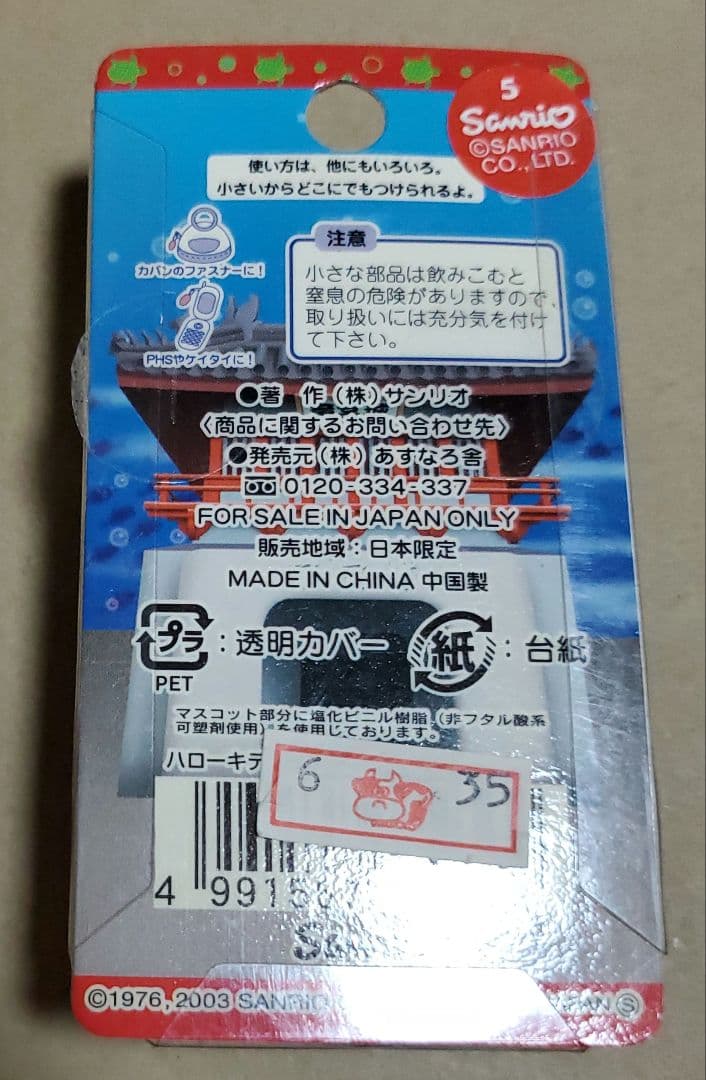 5
Sanrio
©SANRIO
CO.,LTD.
使い方は、他にもいろいろ。
小さいからどこにでもつけられるよ。
カバンのファスナーに!
PHSやケイタイに!
注意
小さな部品は飲みこむと
窒息の危険がありますので、
取り扱いには充分気を付け
て下さい。
●著 作(株)サンリオ
〈商品に関するお問い合わせ先〉
●発売元(株)あすなろ舎
0120-334-337
FOR SALE IN JAPAN ONLY
販売地域:日本限定
MADE IN CHINA 中国製
プラ:透明カバー
PET
紙:台紙
マスコット部分に塩化ビニル樹脂(非フタル酸系
可塑剤使用)を使用しております。
ハローキテ
6 35
4 9915
©1976, 2003 SANRIO